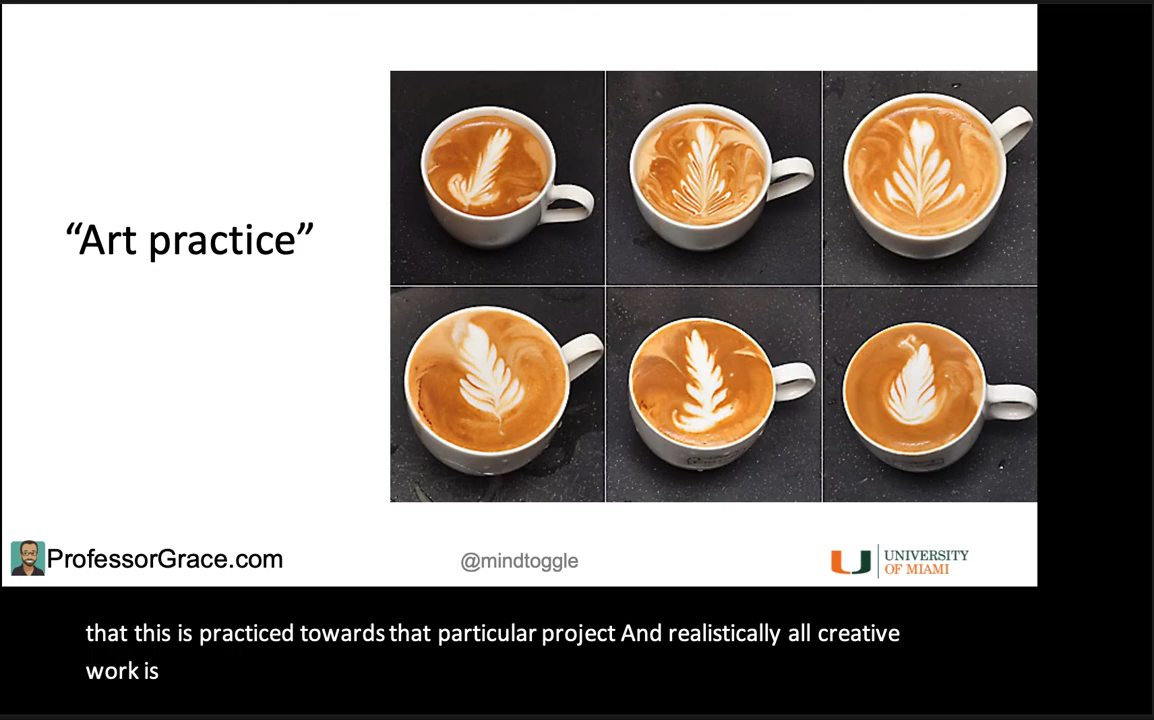 “Art practice”
ProfessorGrace.com
@mindtoggle
UNIVERSITY
OF MIAMI
that this is practiced towards that particular project And realistically all creative
work is